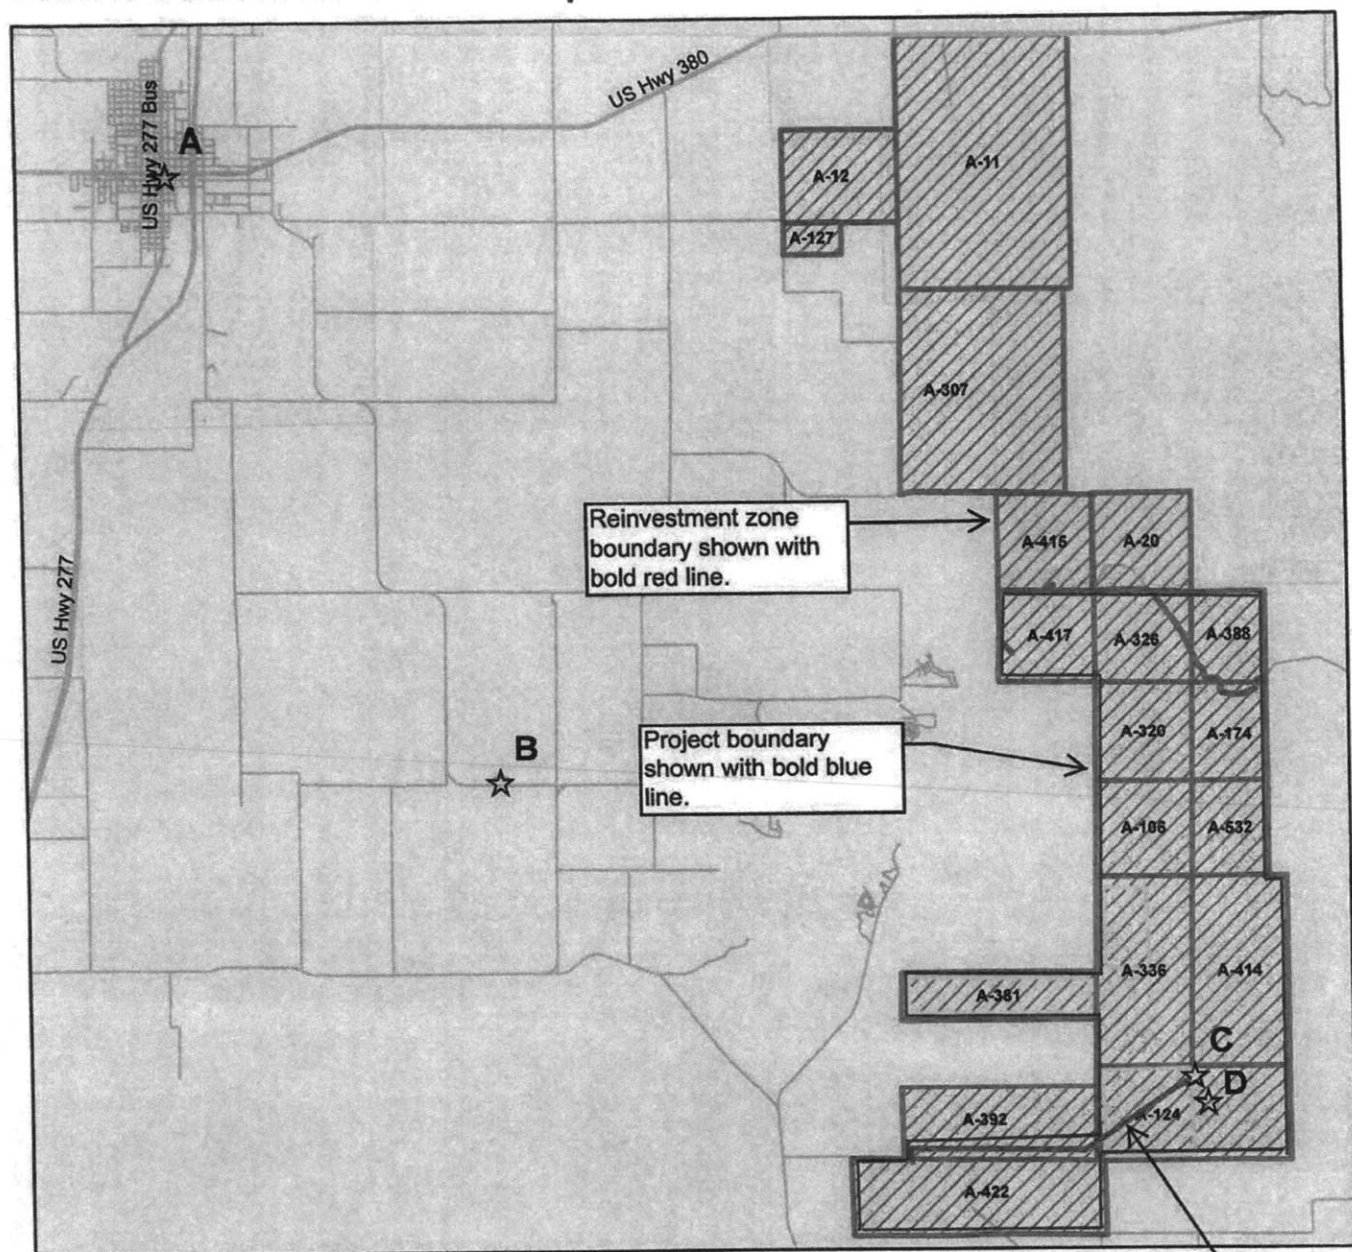 US Hwy 380
US Hwy 277 Bus
A
A-11
A-12
A-127
A-307
US Hwy 277
Reinvestment zone
boundary shown with
bold red line.
A-415
A-20
A-417
A-326
A-388
B
Project boundary
shown with bold blue
line.
A-320
A-174
A-106
A-532
A-336
A-414
A-381
C
D
A-392
A-124
A-422